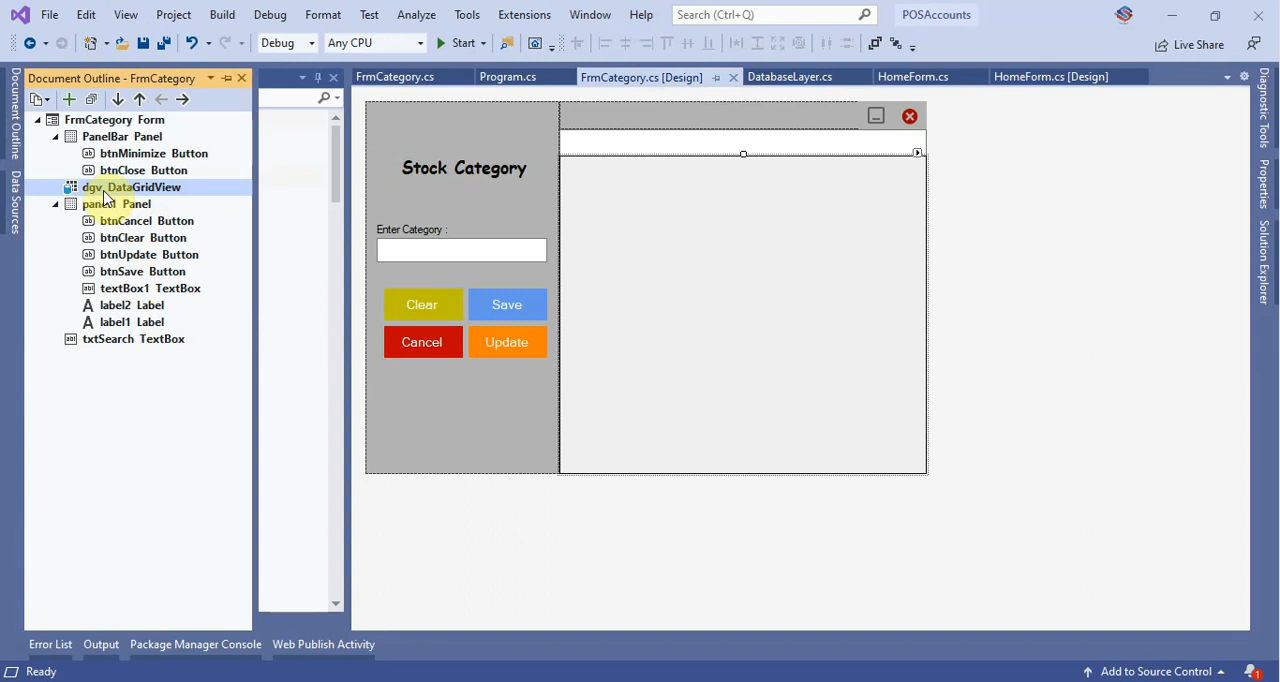 File Edit View Project Build Debug Format Test Analyze Tools Extensions Window Help Search (Ctrl+Q) POSAccounts
Debug Any CPU Start Live Share
Document Outline - FrmCategory
FrmCategory.cs Program.cs FrmCategory.cs [Design] DatabaseLayer.cs HomeForm.cs HomeForm.cs [Design]
Document Outline
Data Sources
FrmCategory Form
PanelBar Panel
btnMinimize Button
btnClose Button
dgv DataGridView
panel1 Panel
btnCancel Button
btnClear Button
btnUpdate Button
btnSave Button
textBox1 TextBox
label2 Label
label1 Label
txtSearch TextBox
Stock Category
Enter Category :
Clear Save
Cancel Update
Diagnostic Tools
Properties
Solution Explorer
Error List Output Package Manager Console Web Publish Activity
Ready Add to Source Control 1